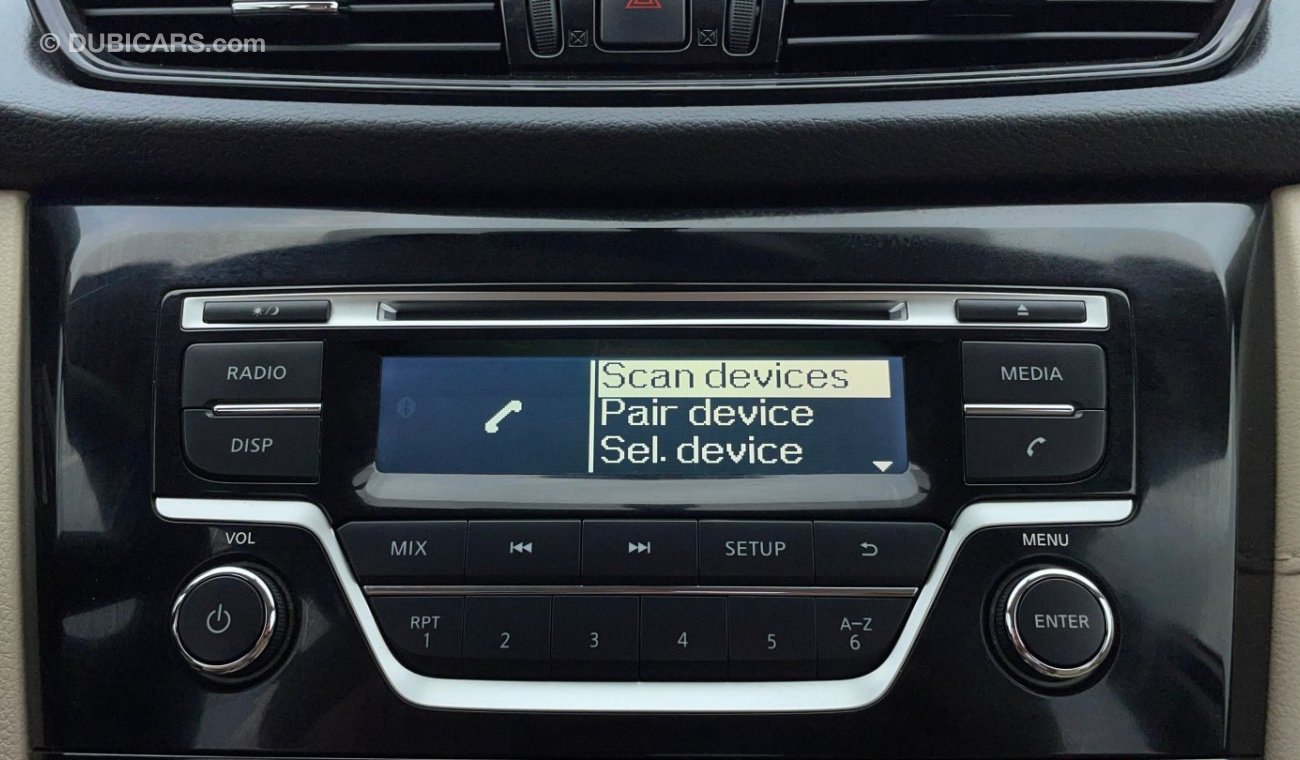 © DUBICARS.com
RADIO
DISP
Scan devices
Pair device
Sel. device
MEDIA
VOL
MIX
SETUP
MENU
RPT
1
2
3
4
5
A-Z
6
ENTER